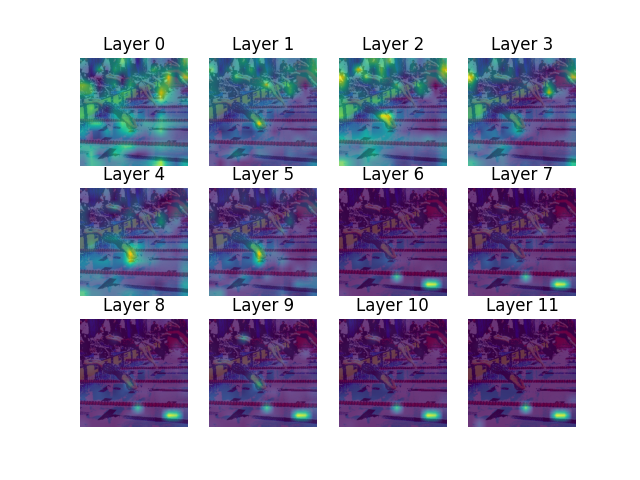 Layer 0
Layer 1
Layer 2
Layer 3
Layer 4
Layer 5
Layer 6
Layer 7
Layer 8
Layer 9
Layer 10
Layer 11